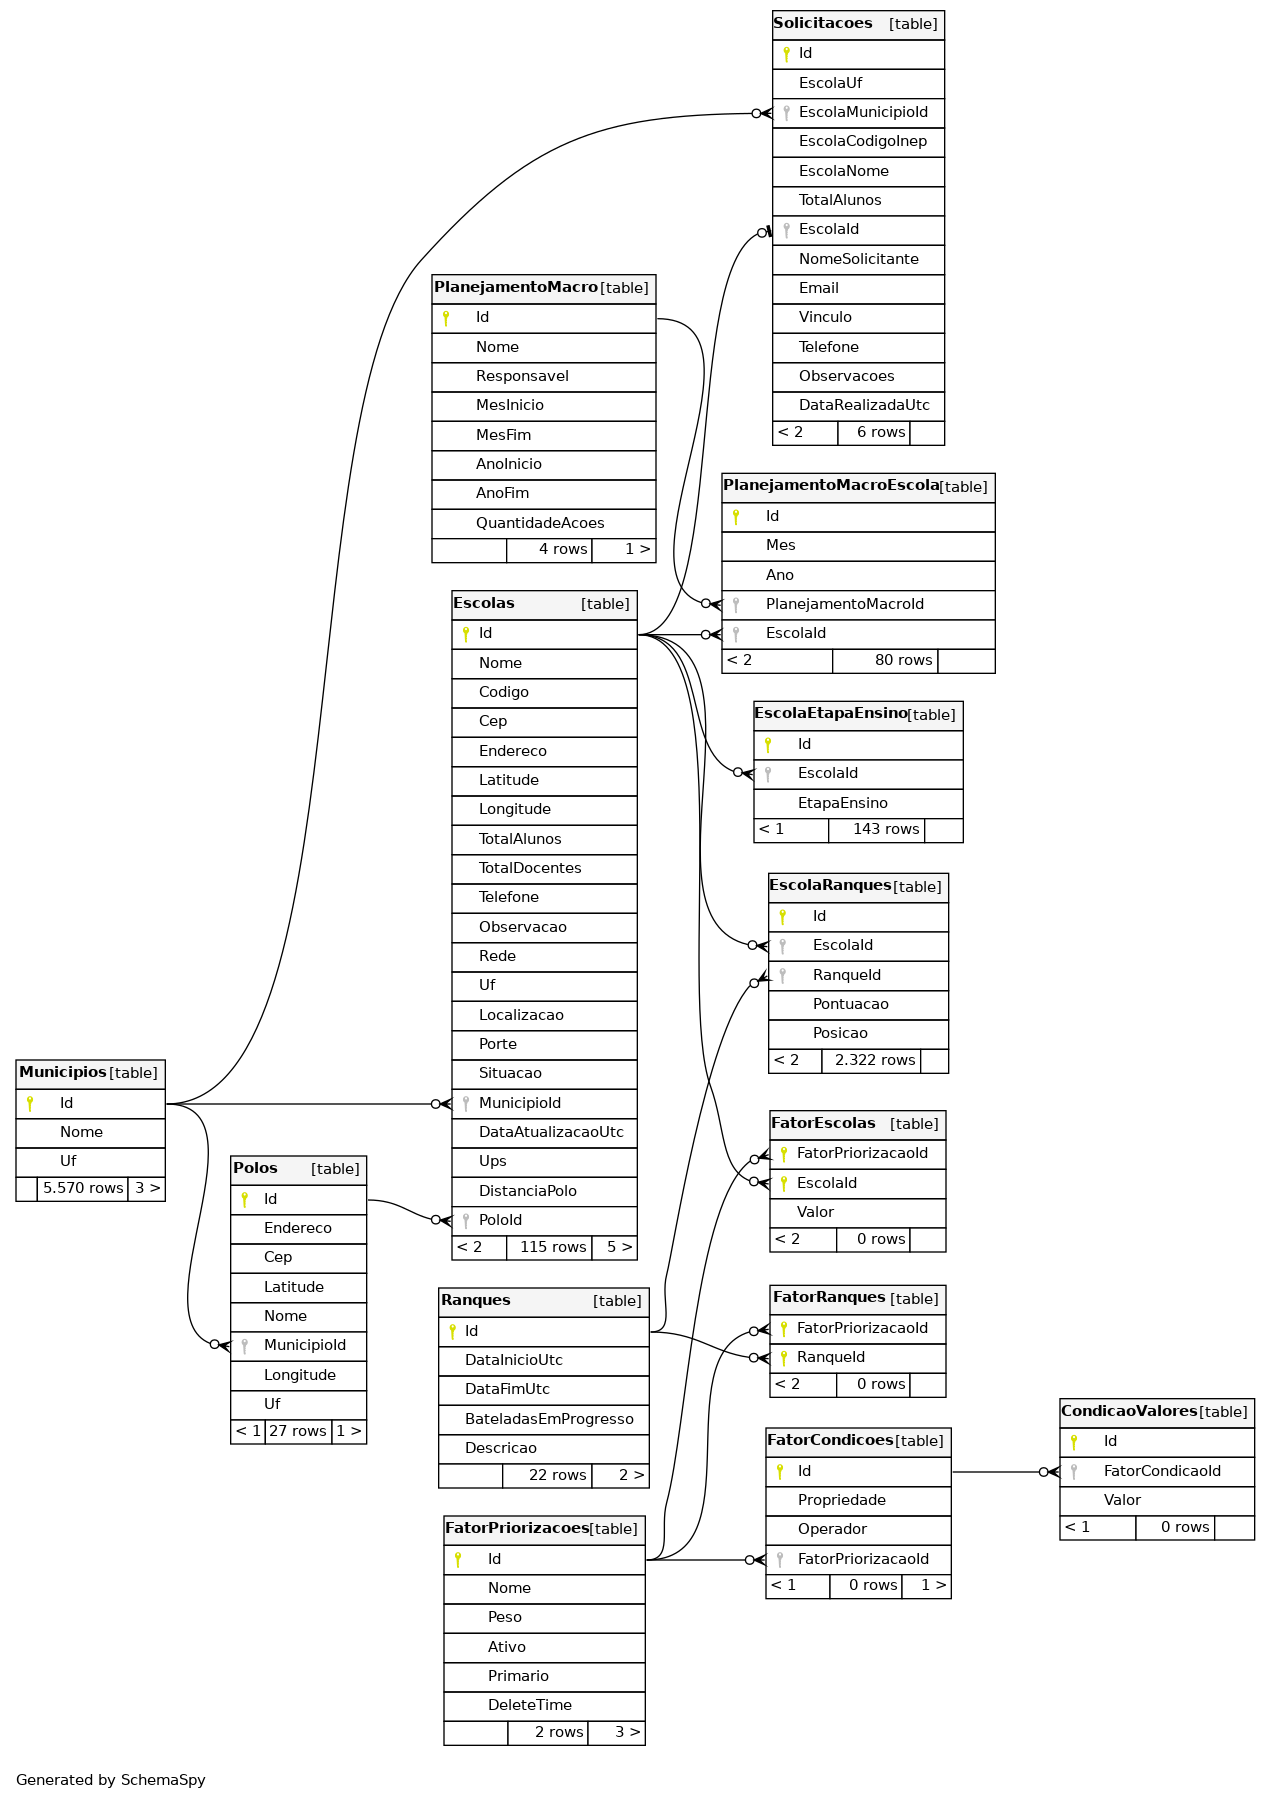 Solicitacoes [table]
Id
EscolaUf
EscolaMunicipioId
EscolaCodigoInep
EscolaNome
TotalAlunos
EscolaId
NomeSolicitante
Email
Vinculo
Telefone
Observacoes
DataRealizadaUtc
< 2 6 rows
PlanejamentoMacro [table]
Id
Nome
Responsavel
MesInicio
MesFim
AnoInicio
AnoFim
QuantidadeAcoes
4 rows 1 >
PlanejamentoMacroEscola [table]
Id
Mes
Ano
PlanejamentoMacroId
EscolaId
< 2 80 rows
Escolas [table]
Id
Nome
Codigo
Cep
Endereco
Latitude
Longitude
TotalAlunos
TotalDocentes
Telefone
Observacao
Rede
Uf
Localizacao
Porte
Situacao
MunicipioId
DataAtualizacaoUtc
Ups
DistanciaPolo
PoloId
< 2 115 rows 5 >
EscolaEtapaEnsino [table]
Id
EscolaId
EtapaEnsino
< 1 143 rows
EscolaRanques [table]
Id
EscolaId
RanqueId
Pontuacao
Posicao
< 2 2.322 rows
Municipios [table]
Id
Nome
Uf
5.570 rows 3 >
Polos [table]
Id
Endereco
Cep
Latitude
Nome
MunicipioId
Longitude
Uf
< 1 27 rows 1 >
FatorEscolas [table]
FatorPriorizacaoId
EscolaId
Valor
< 2 0 rows
Ranques [table]
Id
DataInicioUtc
DataFimUtc
BateladasEmProgresso
Descricao
22 rows 2 >
FatorRanques [table]
FatorPriorizacaoId
RanqueId
< 2 0 rows
FatorCondicoes [table]
Id
Propriedade
Operador
FatorPriorizacaoId
< 1 0 rows 1 >
CondicaoValores [table]
Id
FatorCondicaoId
Valor
< 1 0 rows
FatorPriorizacoes [table]
Id
Nome
Peso
Ativo
Primario
DeleteTime
2 rows 3 >
Generated by SchemaSpy